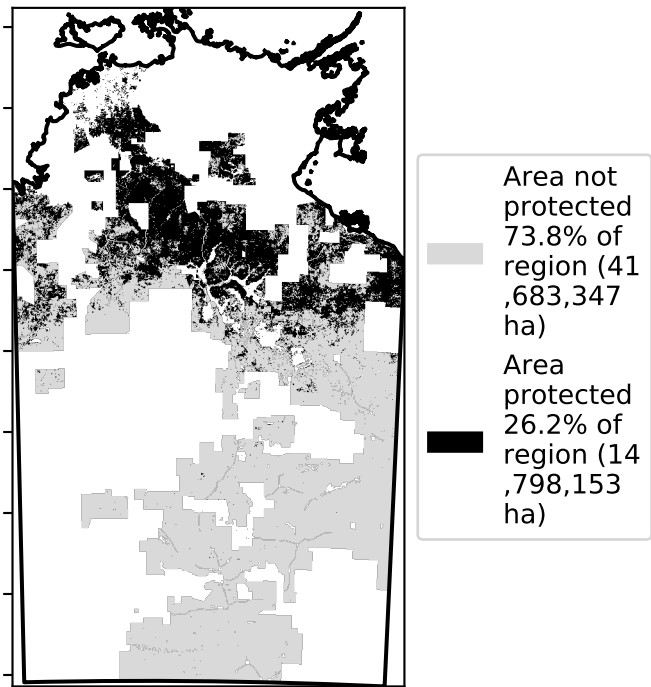 Area not
protected
73.8% of
region (41
,683,347
ha)
Area
protected
26.2% of
region (14
,798,153
ha)